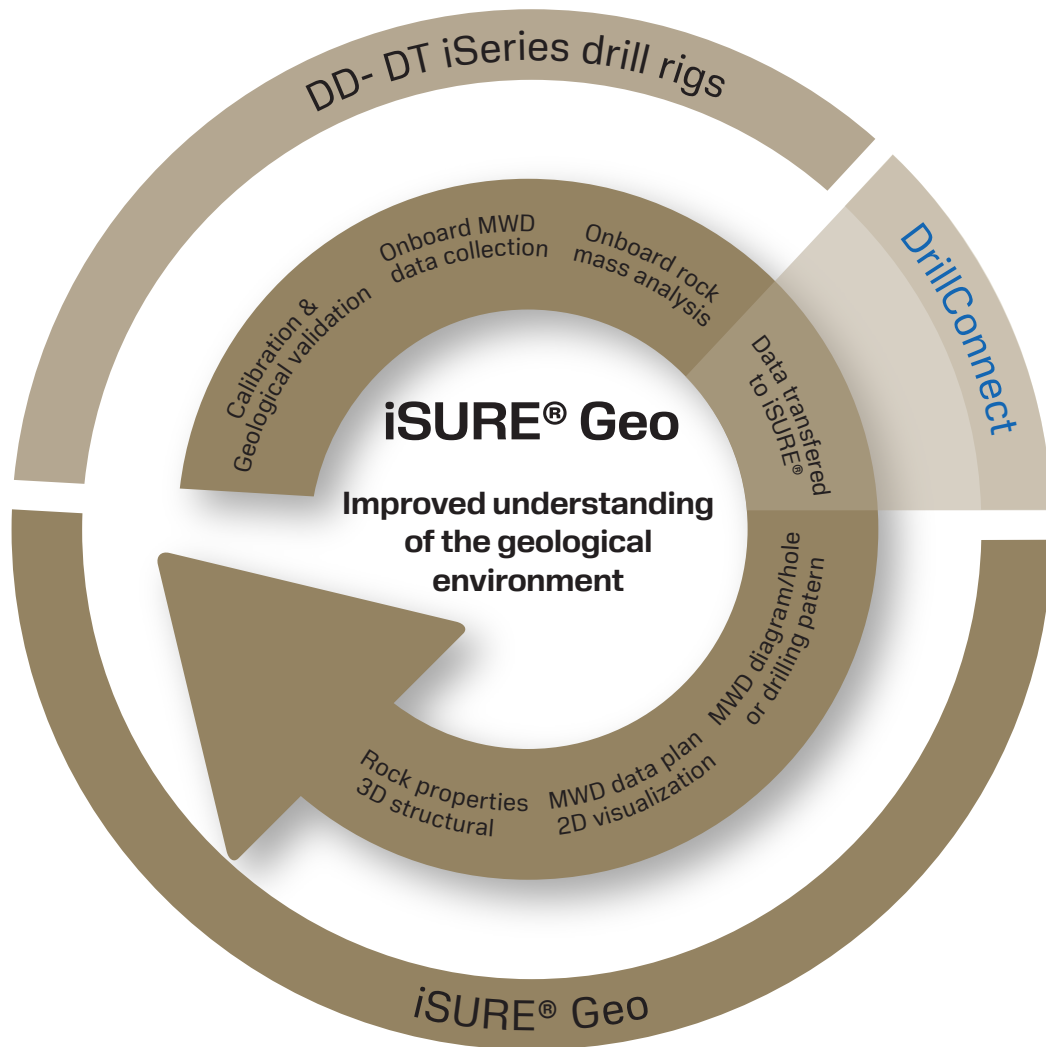 DD- DT iSeries drill rigs
DrillConnect
Calibration &
Geological validation
Onboard MWD
data collection
Onboard rock
mass analysis
Data transfered
to iSURE®
MWD diagram/hole
or drilling patern
MWD data plan
2D visualization
Rock properties
3D structural
iSURE® Geo
Improved understanding
of the geological
environment
iSURE® Geo